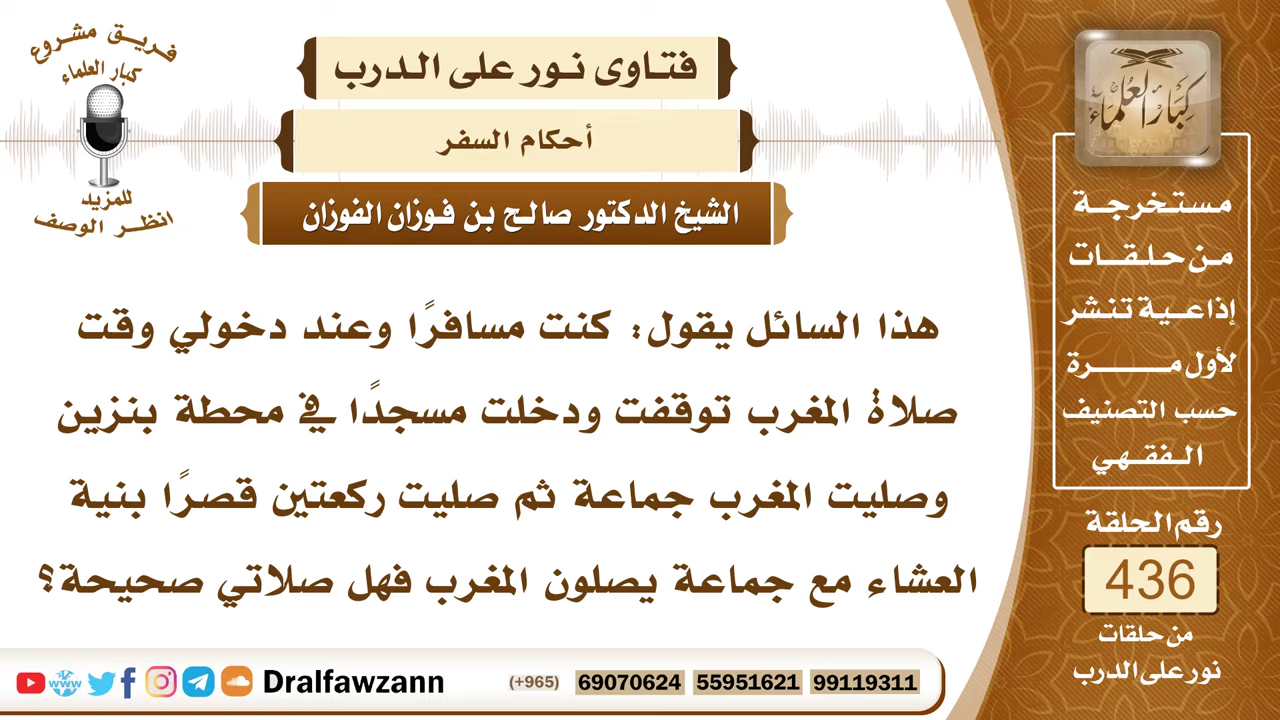 فريق مشروع
كبار العلماء
للمزيد
انظر الوصف
فتاوى نور على الدرب
أحكام السفر
الشيخ الدكتور صالح بن فوزان الفوزان
هذا السائل يقول: كنت مسافرًا وعند دخولي وقت
صلاة المغرب توقفت ودخلت مسجدًا في محطة بنزين
وصليت المغرب جماعة ثم صليت ركعتين قصرًا بنية
العشاء مع جماعة يصلون المغرب فهل صلاتي صحيحة؟
كبار العلماء
مستخرجة
من حلقات
إذاعية تنشر
لأول مرة
حسب التصنيف
الفقهي
رقم الحلقة
436
من حلقات
نور على الدرب
www Dralfawzann (+965) 69070624 55951621 99119311